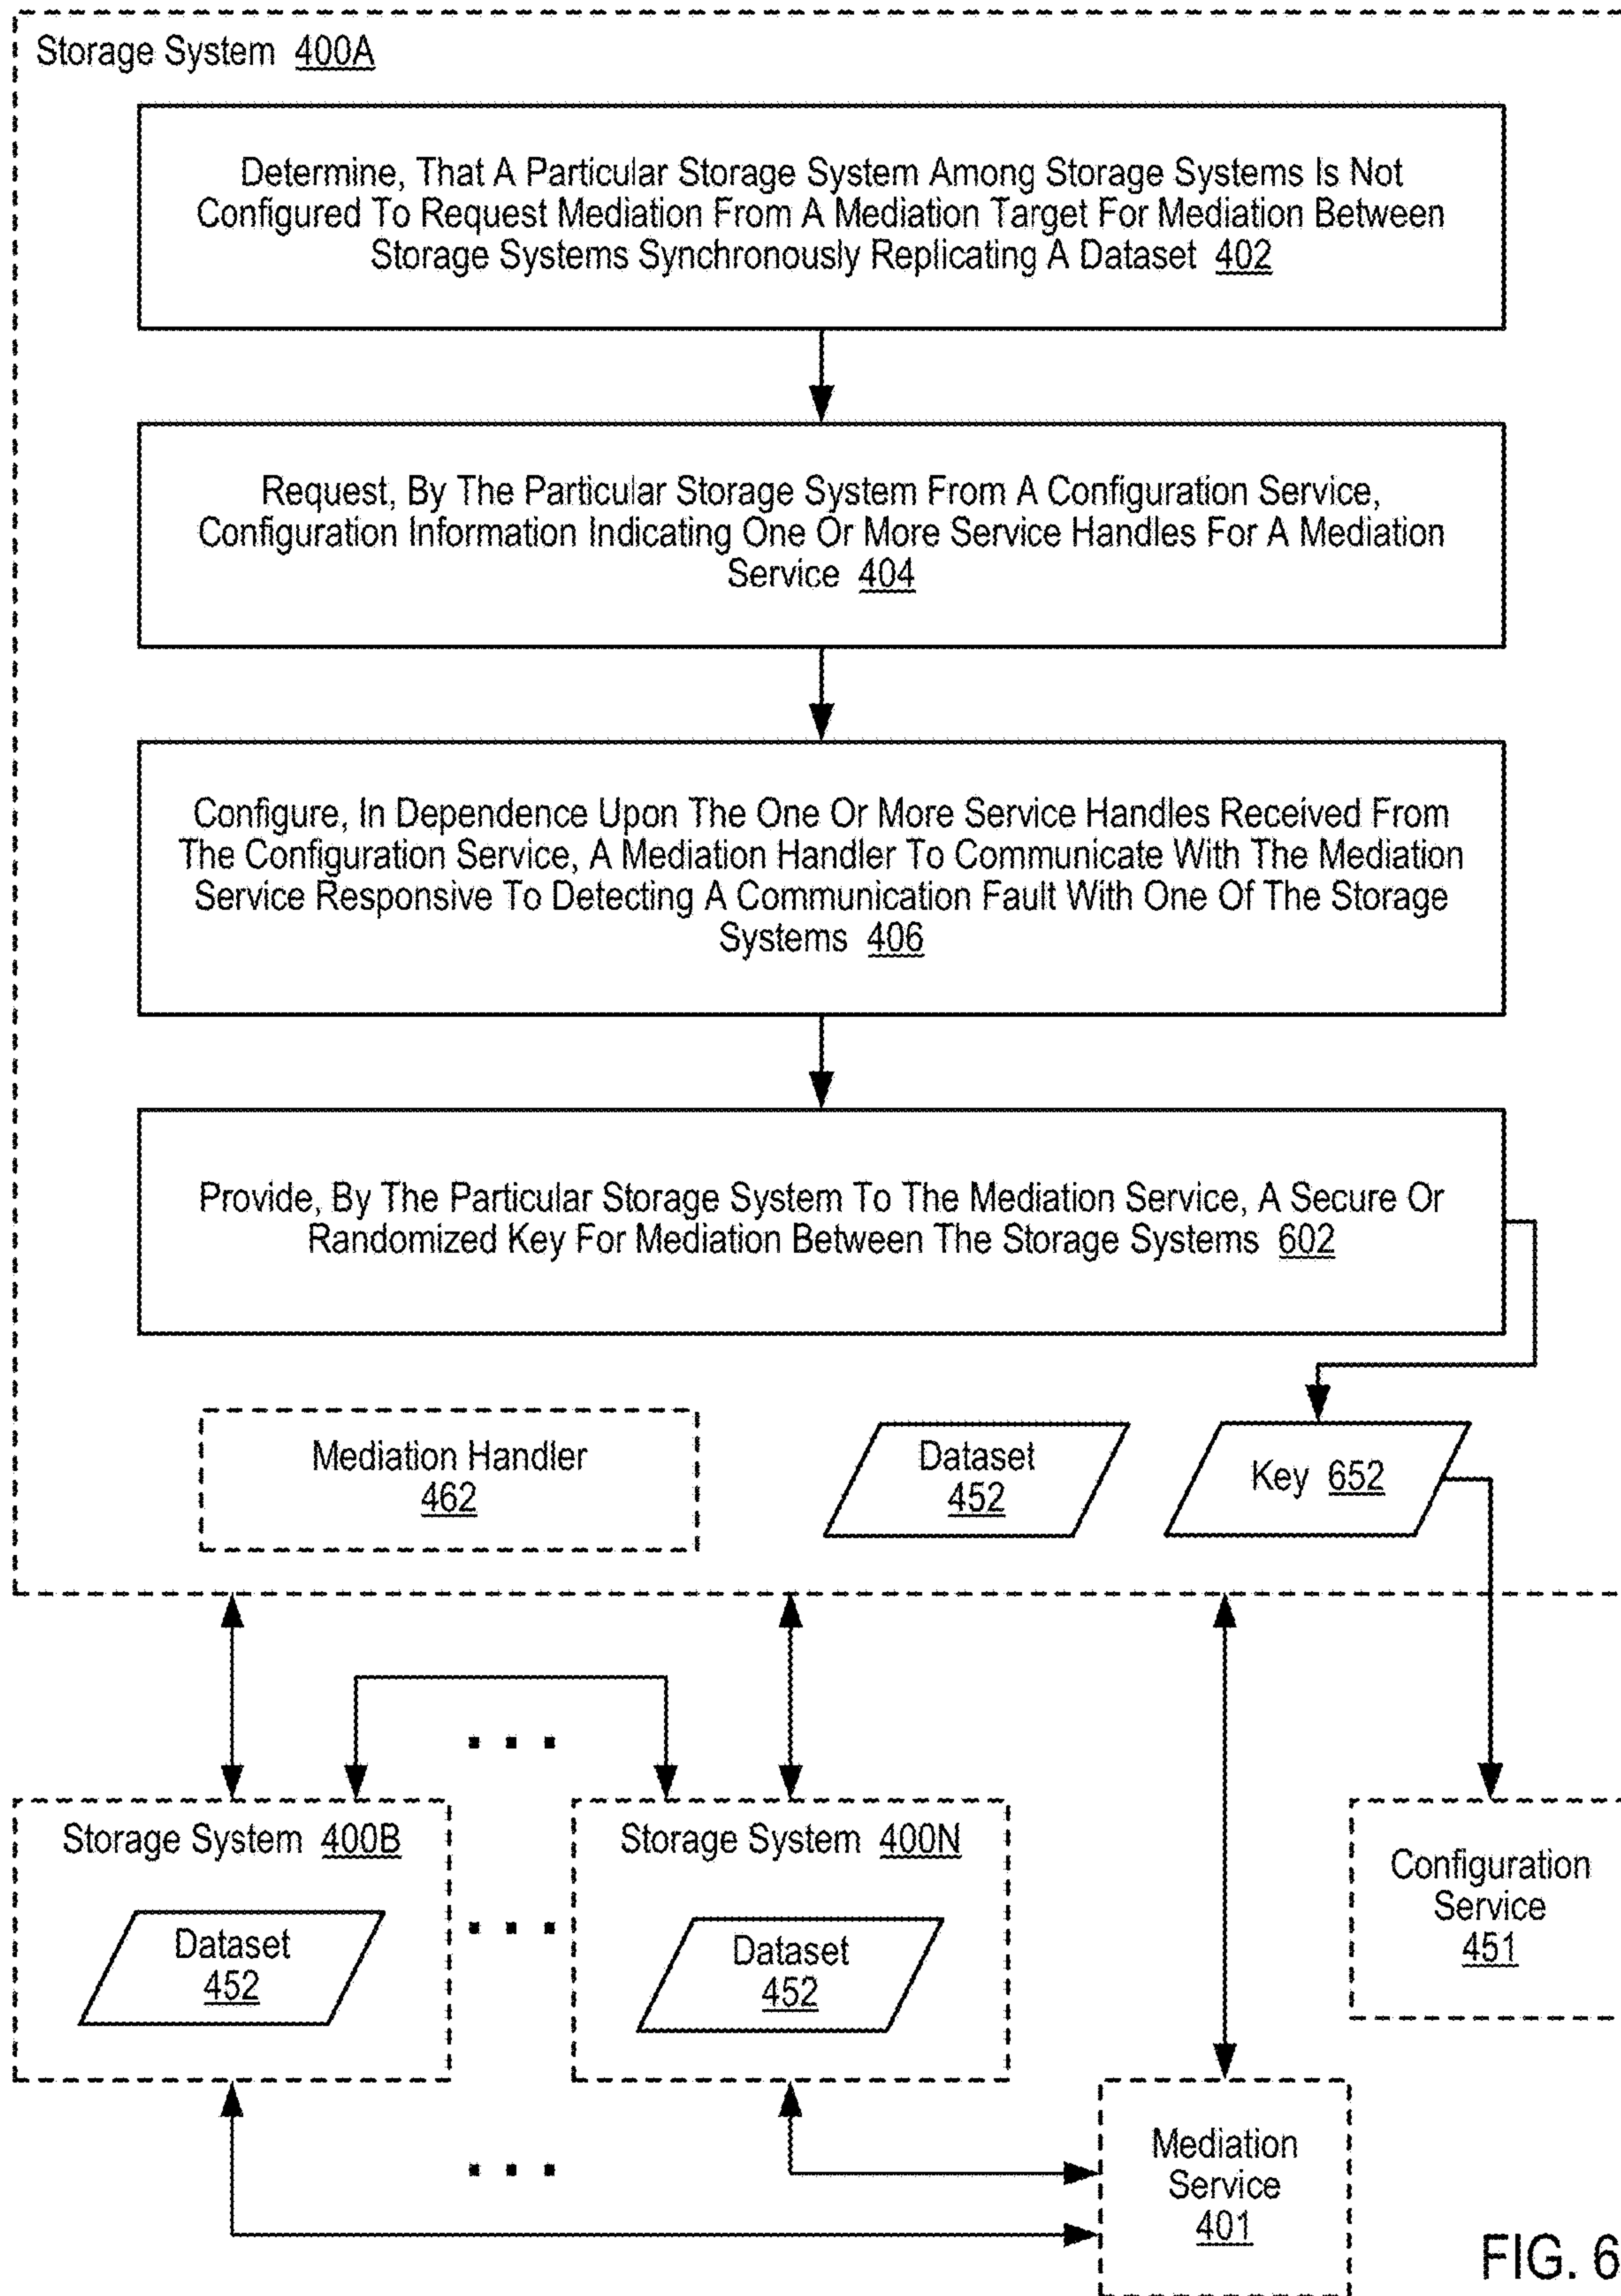 Storage System 400A
Determine, That A Particular Storage System Among Storage Systems Is Not
Configured To Request Mediation From A Mediation Target For Mediation Between
Storage Systems Synchronously Replicating A Dataset 402
Request, By The Particular Storage System From A Configuration Service,
Configuration Information Indicating One Or More Service Handles For A Mediation
Service 404
Configure, In Dependence Upon The One Or More Service Handles Received From
The Configuration Service, A Mediation Handler To Communicate With The Mediation
Service Responsive To Detecting A Communication Fault With One Of The Storage
Systems 406
Provide, By The Particular Storage System To The Mediation Service, A Secure Or
Randomized Key For Mediation Between The Storage Systems 602
Mediation Handler
462
Dataset
452
Key 652
Storage System 400B
Dataset
452
Storage System 400N
Dataset
452
Configuration
Service
451
Mediation
Service
401
FIG. 6